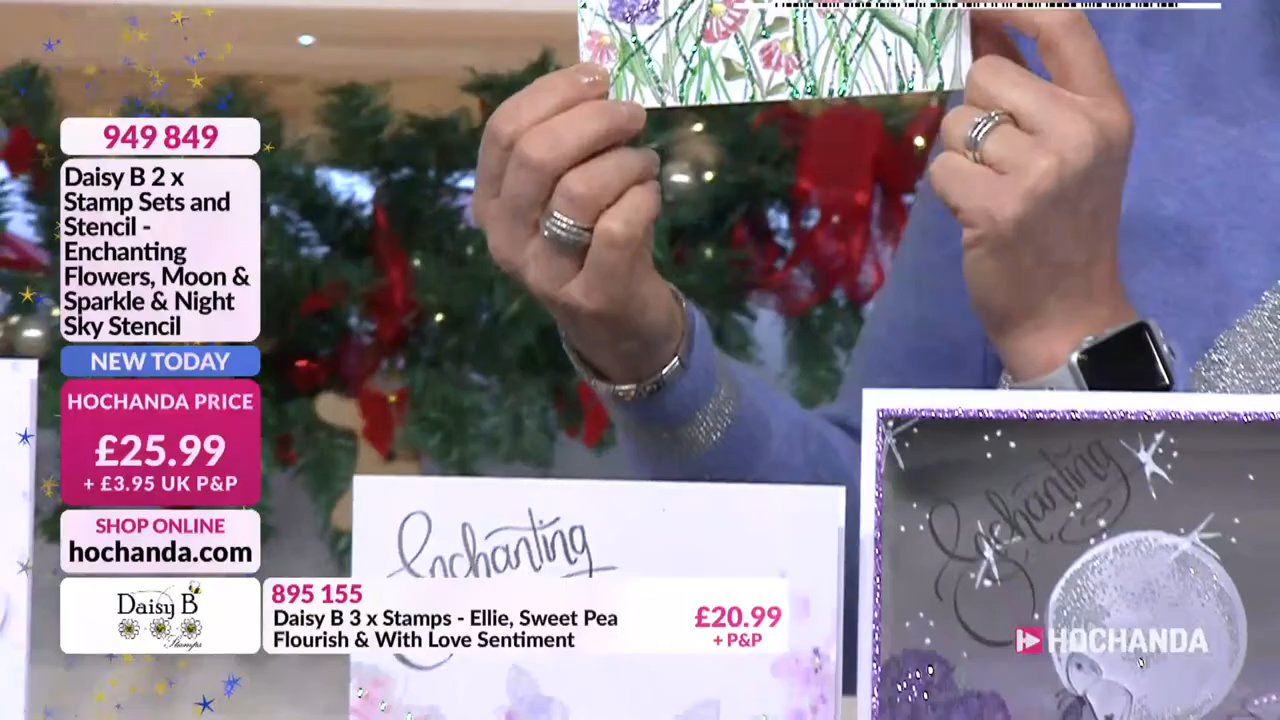 949 849
Daisy B 2 x
Stamp Sets and
Stencil -
Enchanting
Flowers, Moon &
Sparkle & Night
Sky Stencil
NEW TODAY
HOCHANDA PRICE
£25.99
+ £3.95 UK P&P
SHOP ONLINE
hochanda.com
Daisy B
Stamps
895 155
Daisy B 3 x Stamps - Ellie, Sweet Pea
Flourish & With Love Sentiment
£20.99
+ P&P
Enchanting
Enchanting
HOCHANDA